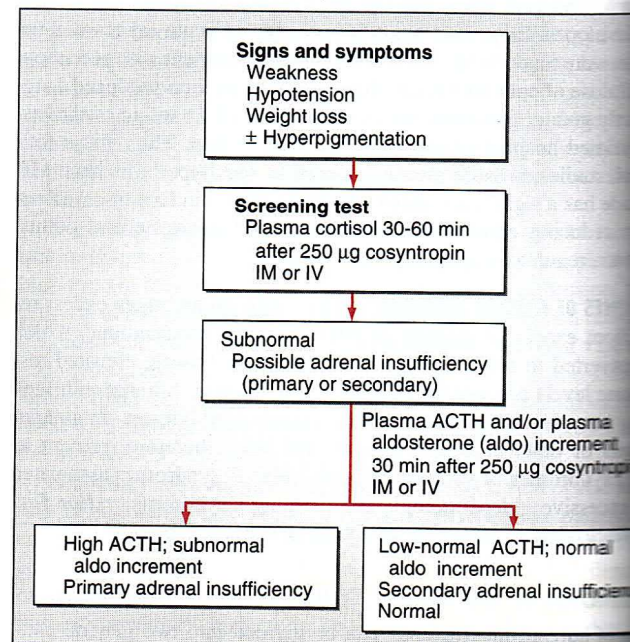 Signs and symptoms
Weakness
Hypotension
Weight loss
± Hyperpigmentation
Screening test
Plasma cortisol 30-60 min
after 250 µg cosyntropin
IM or IV
Subnormal
Possible adrenal insufficiency
(primary or secondary)
Plasma ACTH and/or plasma
aldosterone (aldo) increment
30 min after 250 µg
IM or IV
High ACTH; subnormal
aldo increment
Primary adrenal insufficiency
Low-normal ACTH; normal
aldo increment
Secondary adrenal
Normal